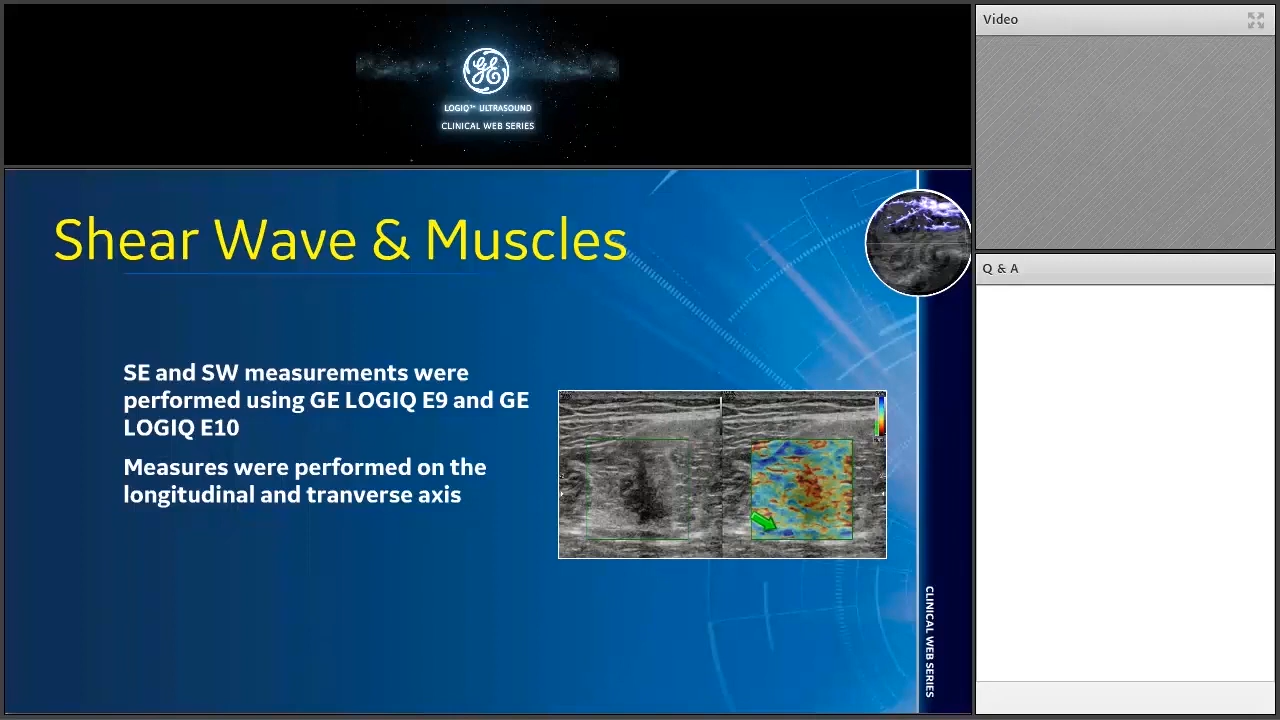 Video
LOGIQ™ ULTRASOUND
CLINICAL WEB SERIES
Shear Wave & Muscles
SE and SW measurements were
performed using GE LOGIQ E9 and GE
LOGIQ E10
Measures were performed on the
longitudinal and tranverse axis
CLINICAL WEB SERIES
Q & A